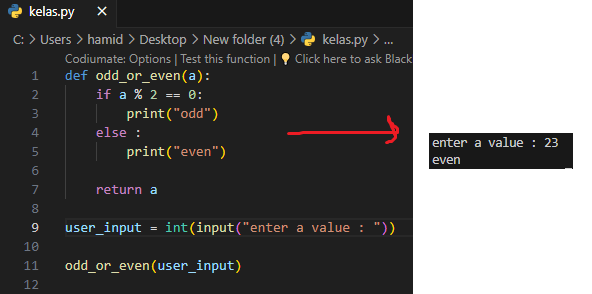 kelas.py
C: > Users > hamid > Desktop > New folder (4) > kelas.py > ...
Codiumate: Options | Test this function | 💡 Click here to ask Black
1 def odd_or_even(a):
2     if a % 2 == 0:
3         print("odd")
4     else :
5         print("even")
6
7     return a
8
9 user_input = int(input("enter a value : "))
10
11 odd_or_even(user_input)
12
enter a value : 23
even